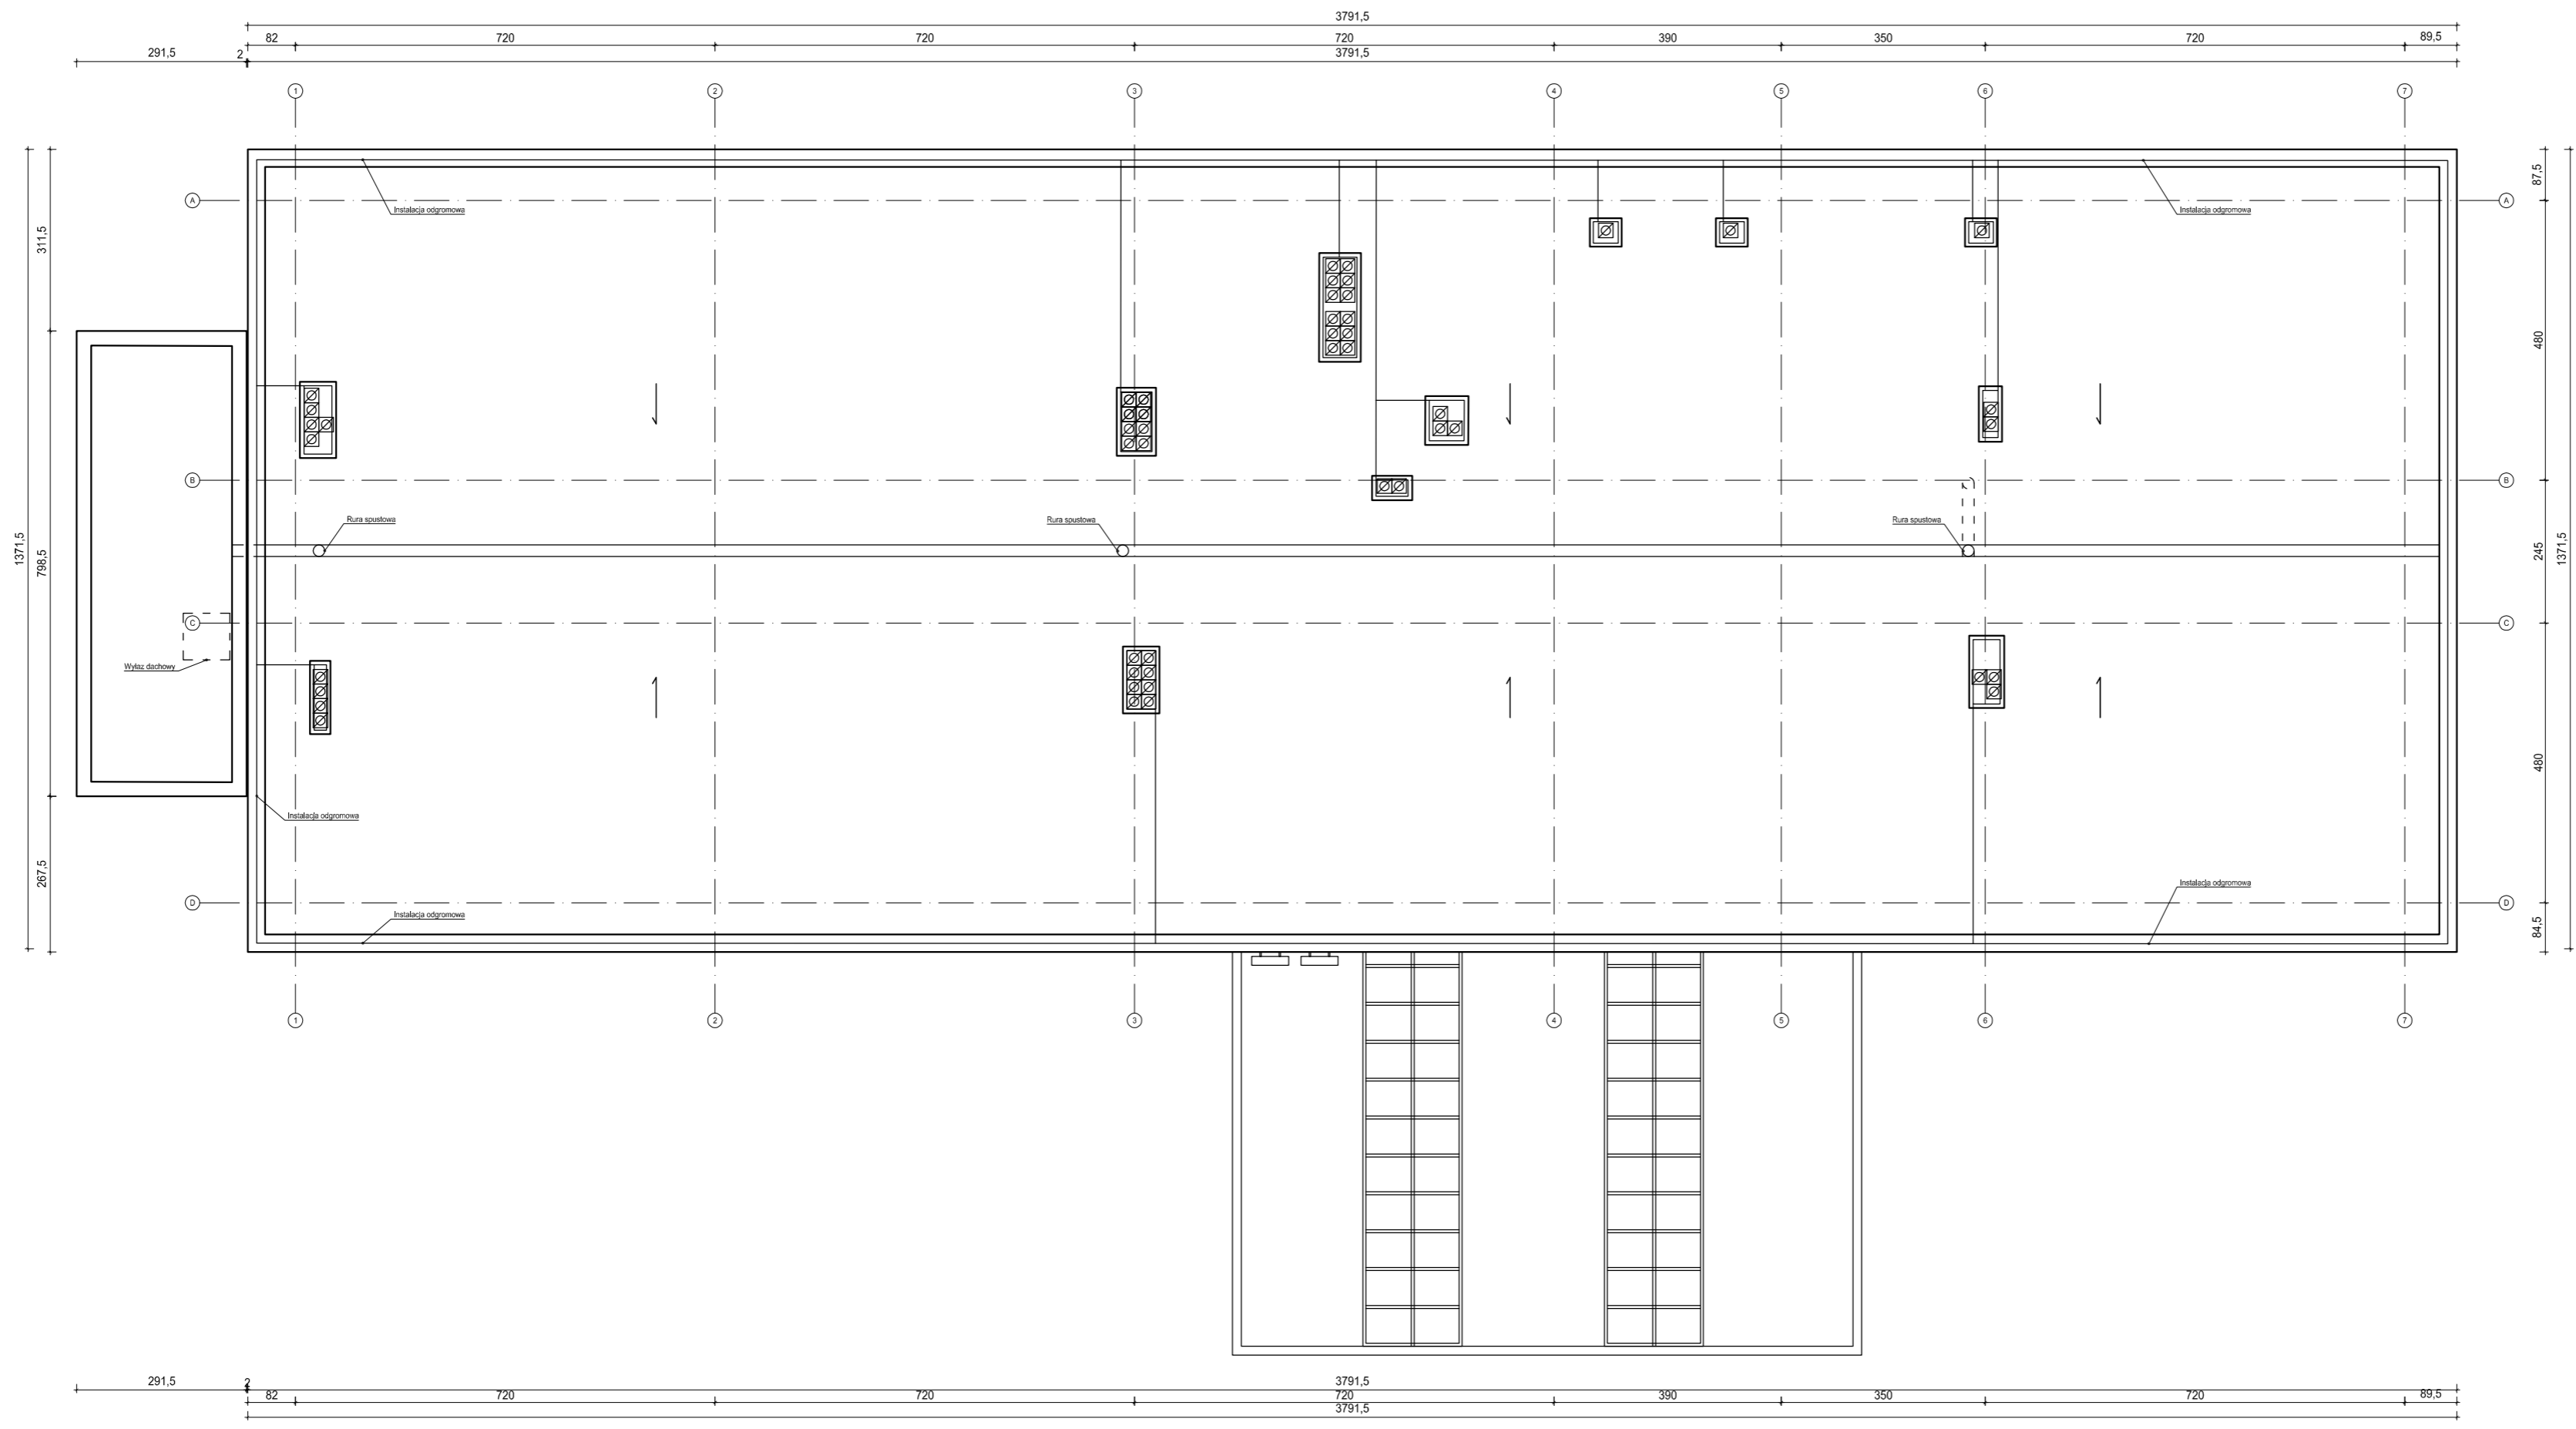 3791,5
82 720 720 720 390 350 720 89,5
291,5 2 3791,5
1 2 3 4 5 6 7
87,5
A A
Instalacja odgromowa Instalacja odgromowa
311,5
480
B B
Rura spustowa Rura spustowa Rura spustowa
1371,5 798,5 245 1371,5
C C
Wyłaz dachowy
480
Instalacja odgromowa
267,5
Instalacja odgromowa
D D
Instalacja odgromowa
84,5
1 2 3 4 5 6 7
291,5 2 3791,5
82 720 720 720 390 350 720 89,5
3791,5